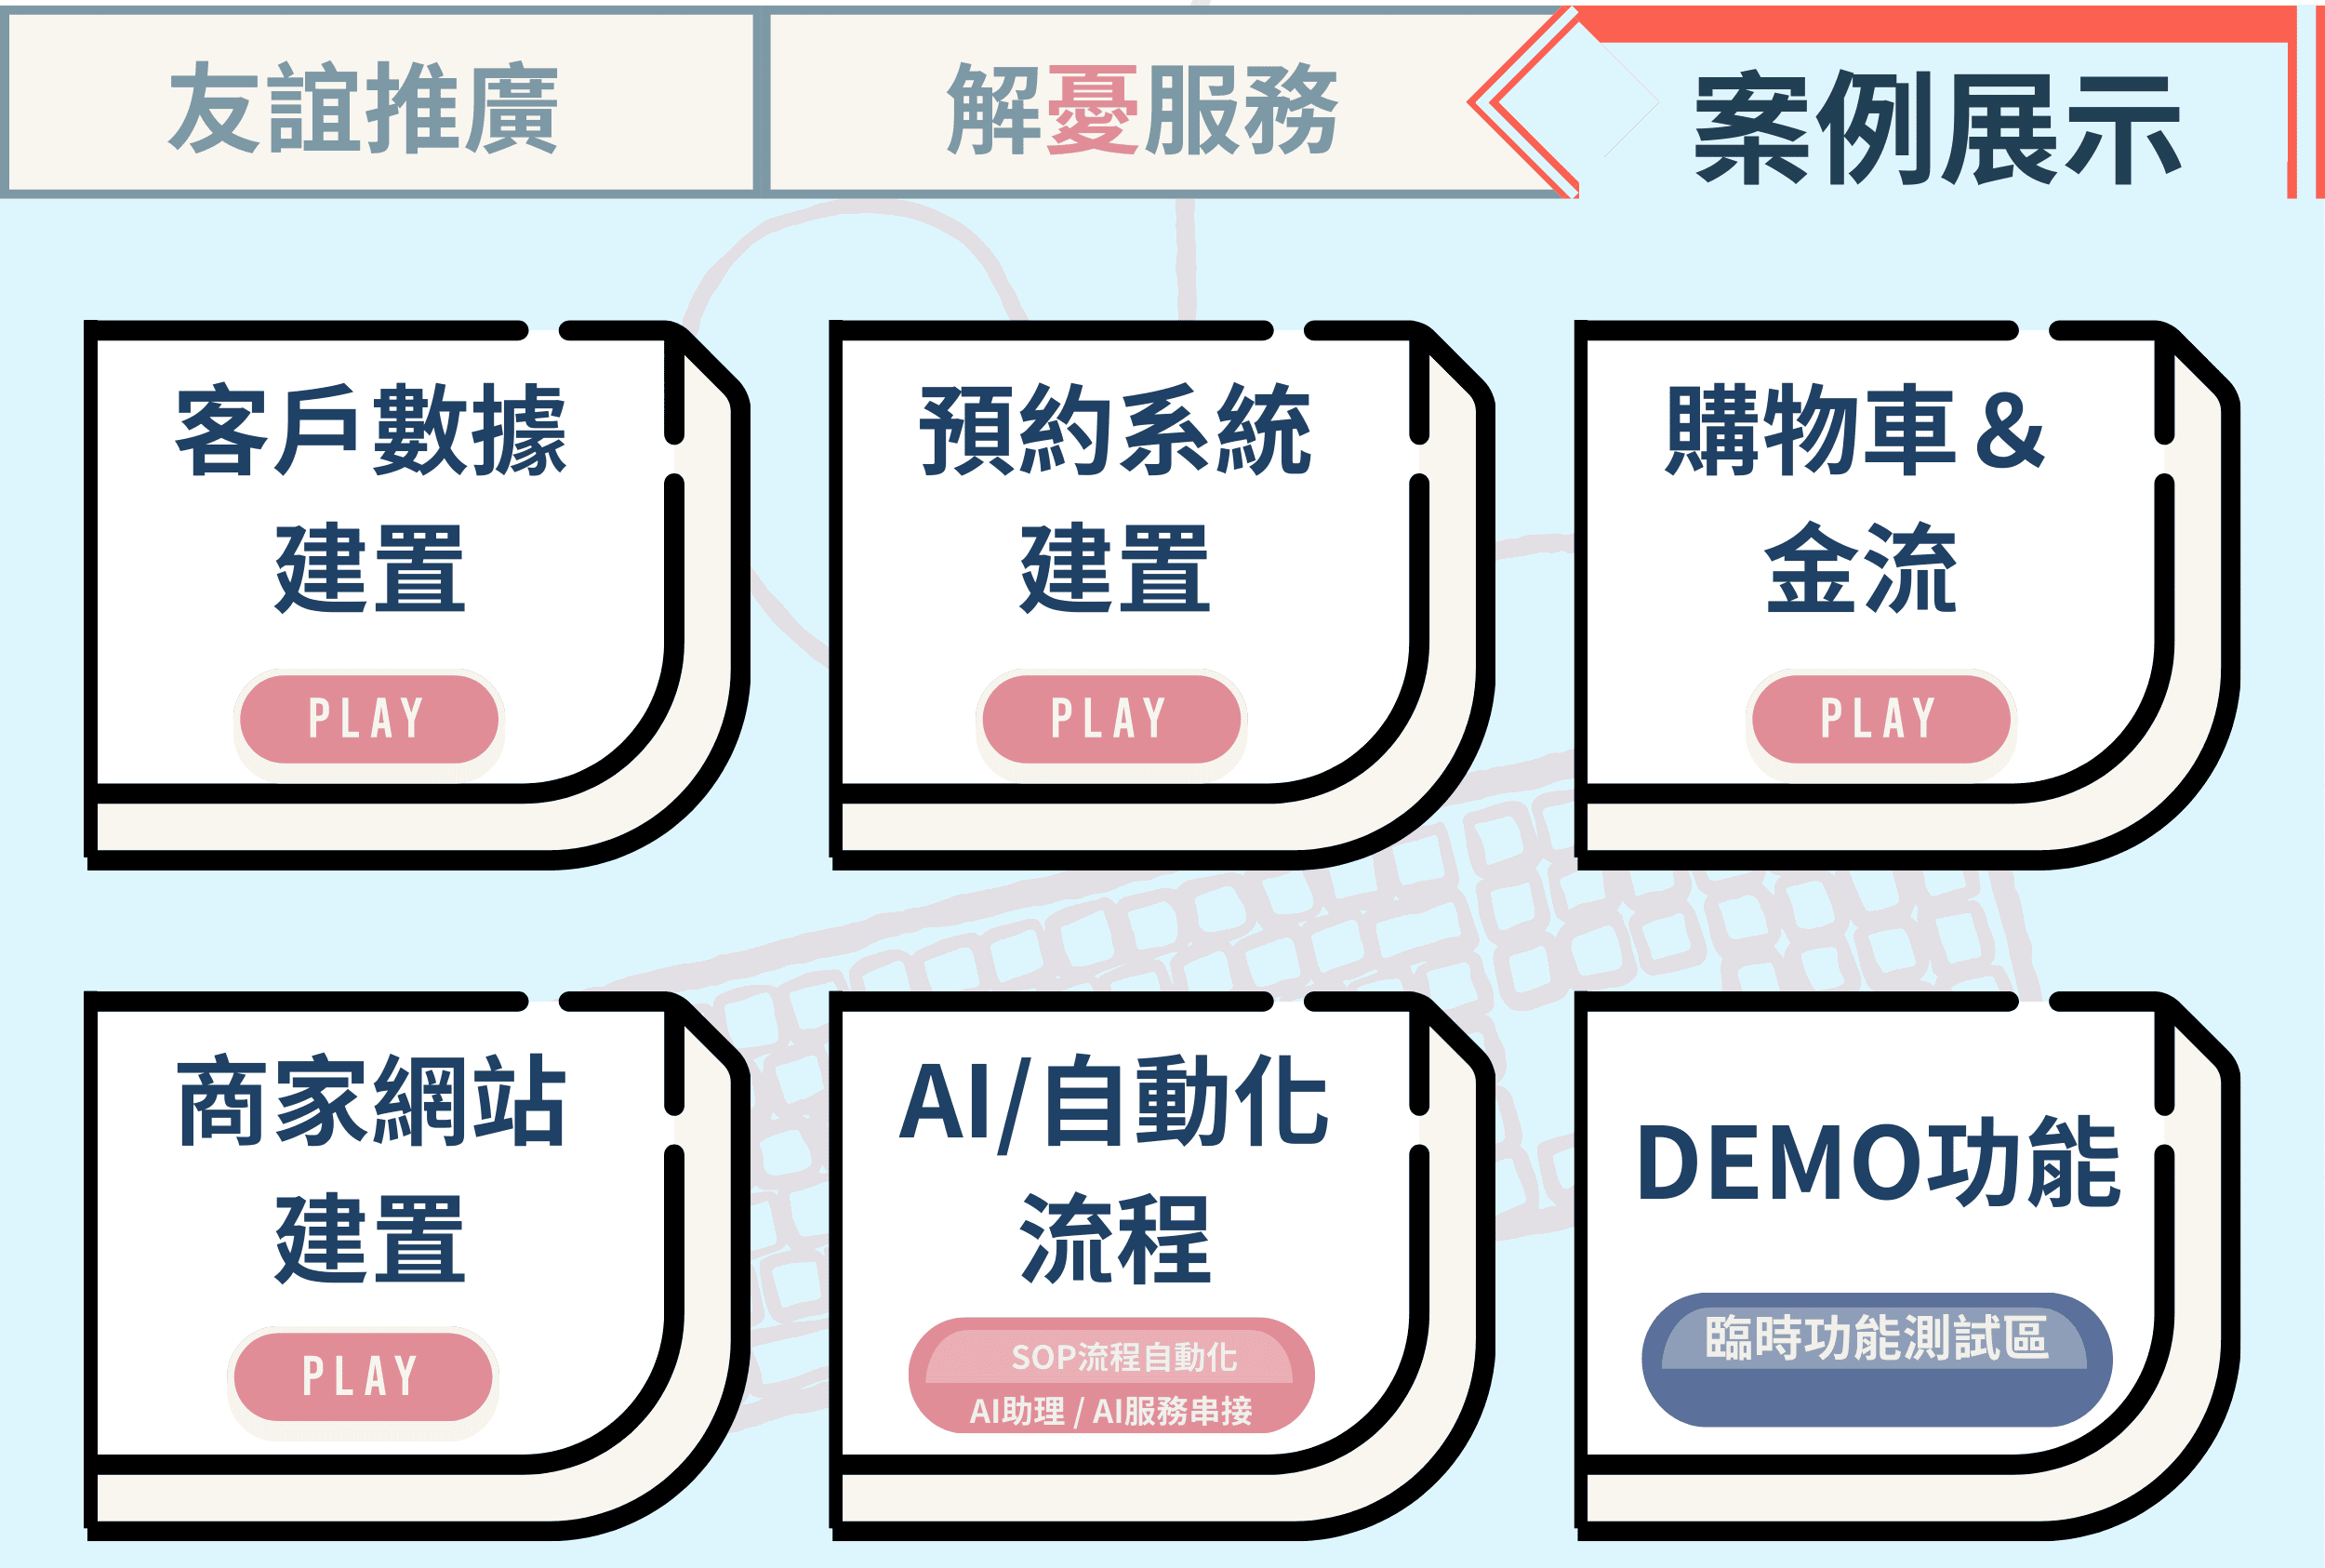 友誼推廣
解憂服務
案例展示
客戶數據
建置
PLAY
預約系統
建置
PLAY
購物車&
金流
PLAY
商家網站
建置
PLAY
AI/自動化
流程
SOP流程自動化
AI助理 / AI服務串接
DEMO功能
臨時功能測試區